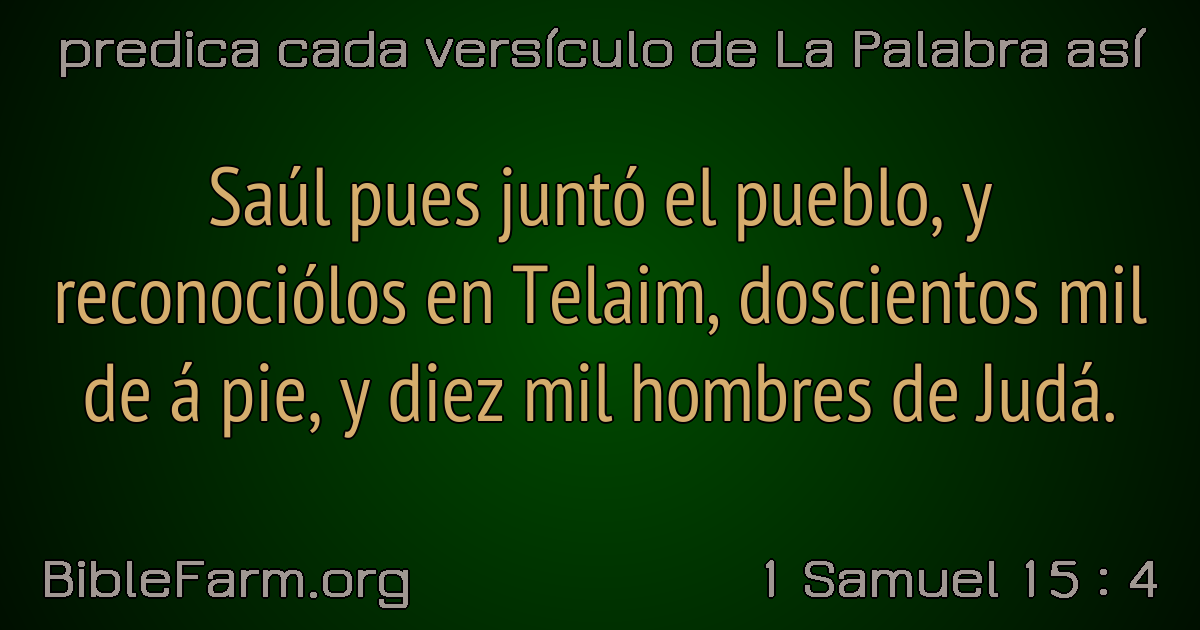 predica cada versículo de La Palabra así
Saúl pues juntó el pueblo, y
reconociólos en Telaim, doscientos mil
de á pie, y diez mil hombres de Judá.
BibleFarm.org
1 Samuel 15 : 4